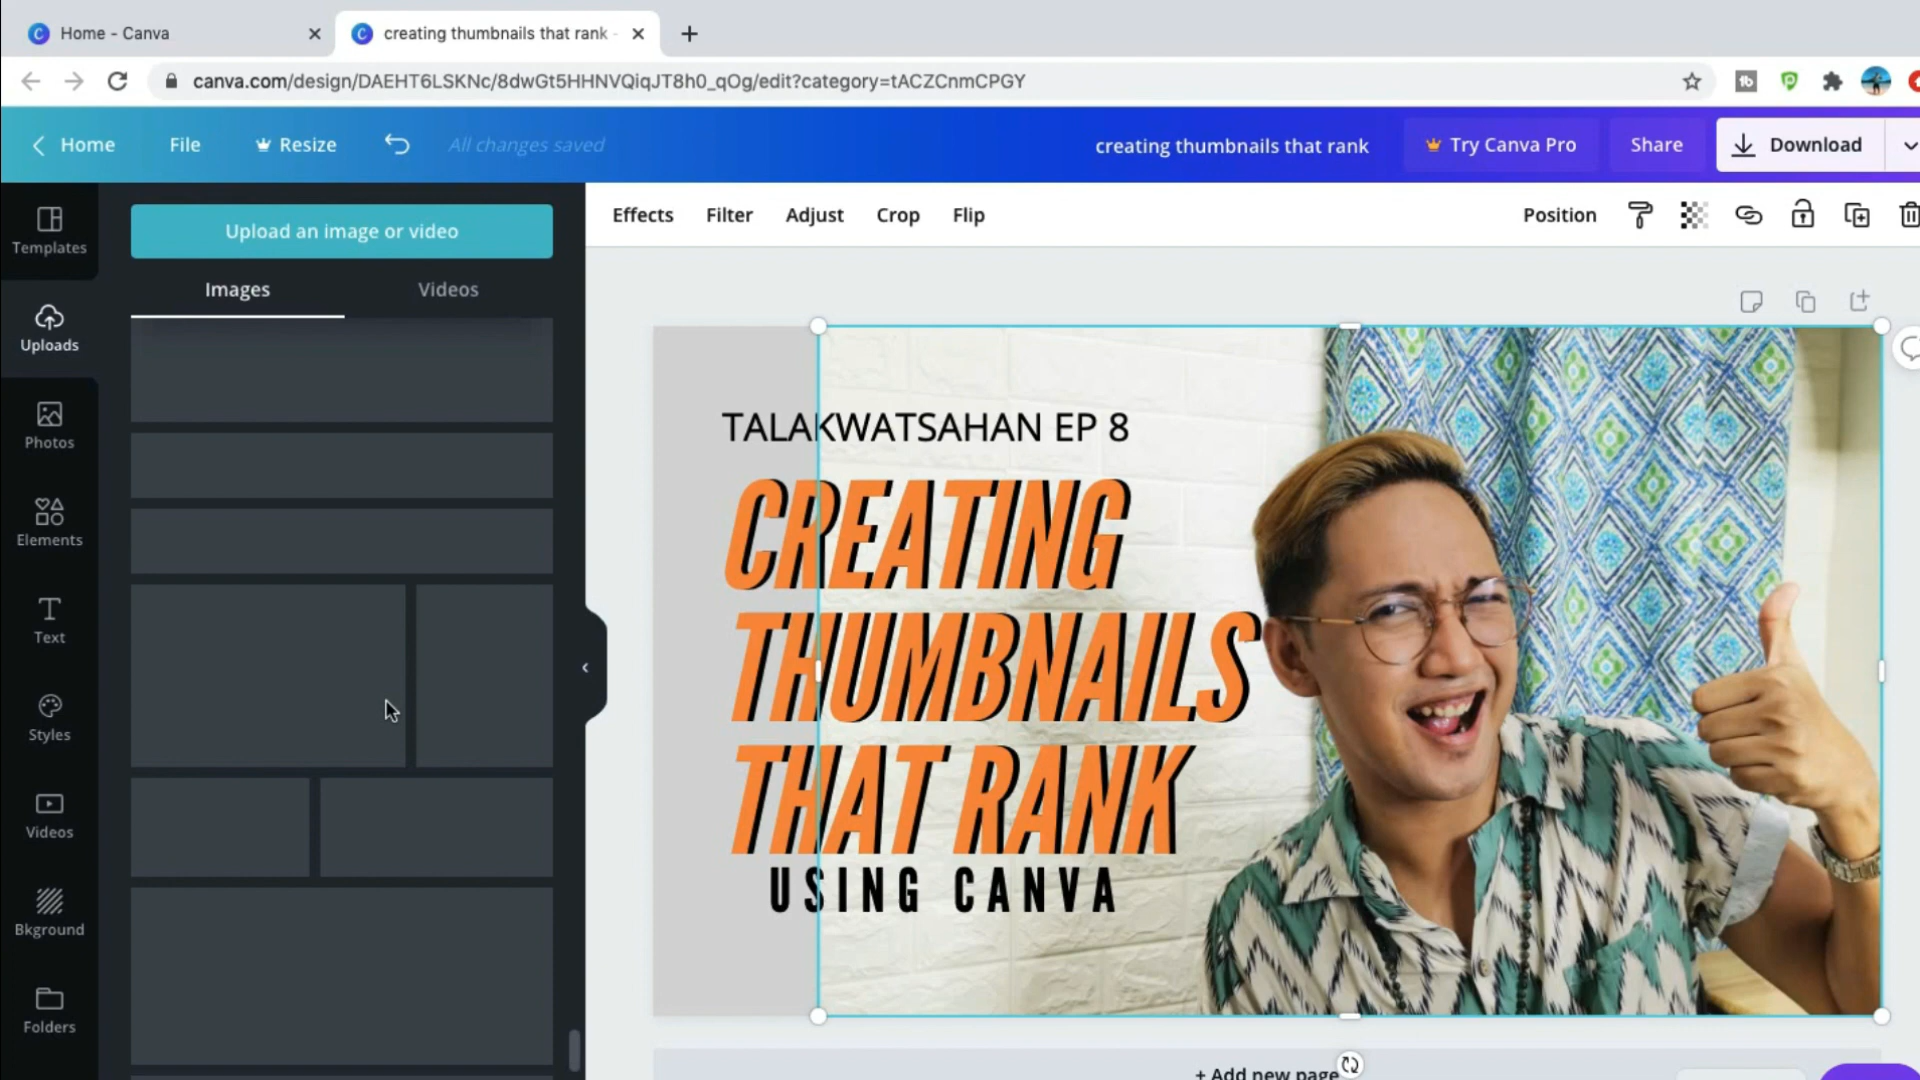 Home - Canva
creating thumbnails that rank -
canva.com/design/DAEHT6LSKNc/8dwGt5HHNVQiqJT8h0_qOg/edit?category=tACZCnmCPGY
Home
File
Resize
All changes saved
creating thumbnails that rank
Try Canva Pro
Share
Download
Templates
Uploads
Photos
Elements
Text
Styles
Videos
Bkground
Folders
Upload an image or video
Images
Videos
Effects
Filter
Adjust
Crop
Flip
Position
TALAKWATSAHAN EP 8
CREATING
THUMBNAILS
THAT RANK
USING CANVA
+ Add new page